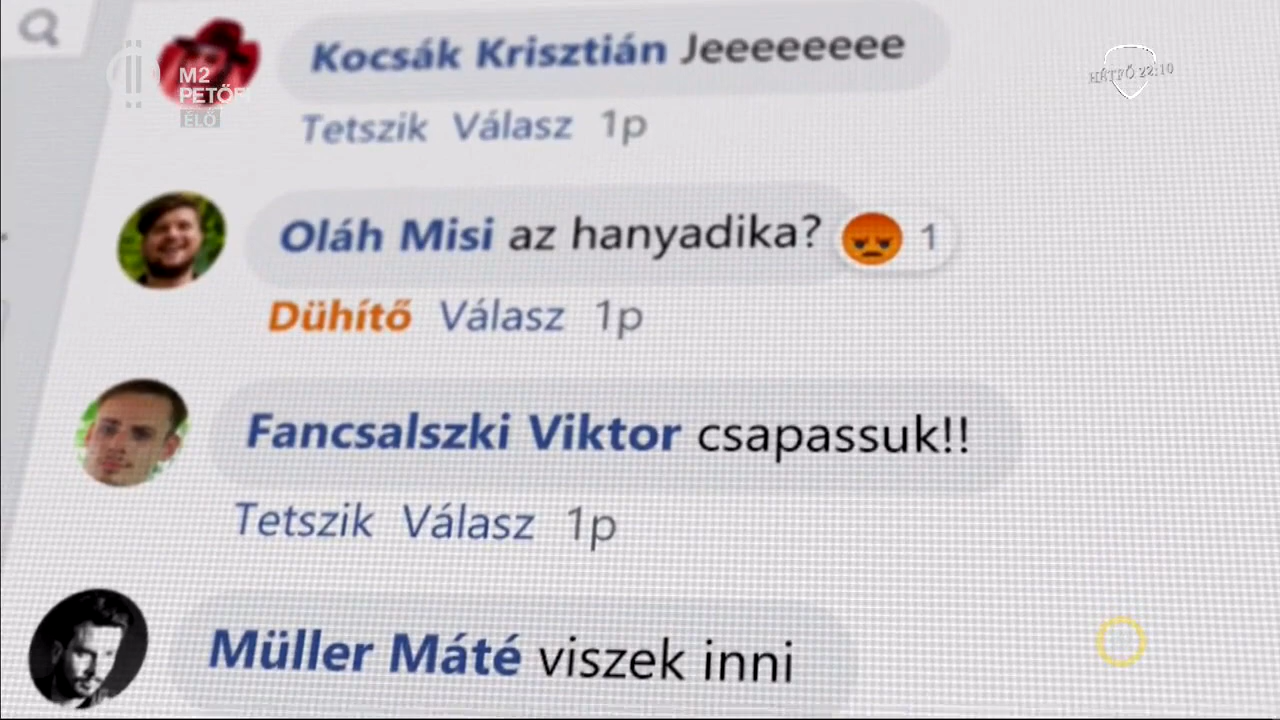 Kocsák Krisztián Jeeeeeeee
M2
PETŐFI
ÉLŐ
HÉTFŐ 22:10
Tetszik Válasz 1p
Oláh Misi az hanyadika? 1
Dühítő Válasz 1p
Fancsalszki Viktor csapassuk!!
Tetszik Válasz 1p
Müller Máté viszek inni